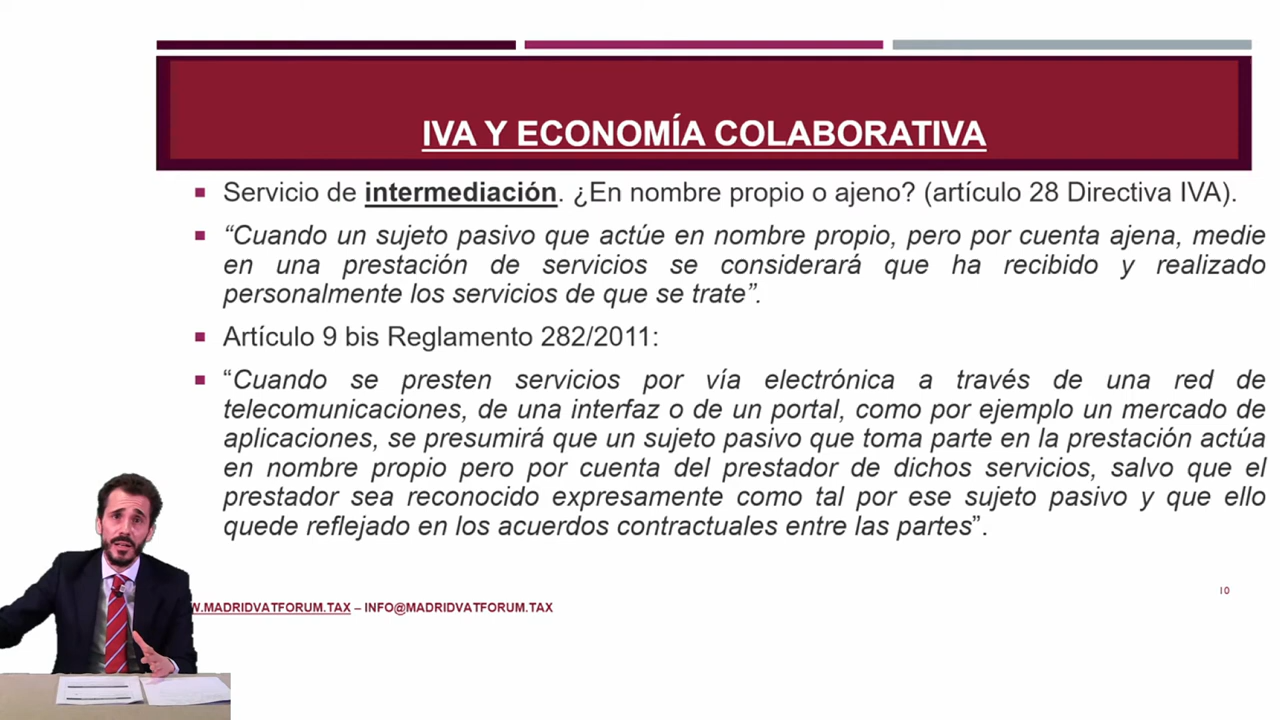 IVA Y ECONOMÍA COLABORATIVA
Servicio de intermediación. ¿En nombre propio o ajeno? (artículo 28 Directiva IVA).
“Cuando un sujeto pasivo que actúe en nombre propio, pero por cuenta ajena, medie
en una prestación de servicios se considerará que ha recibido y realizado
personalmente los servicios de que se trate”.
Artículo 9 bis Reglamento 282/2011:
“Cuando se presten servicios por vía electrónica a través de una red de
telecomunicaciones, de una interfaz o de un portal, como por ejemplo un mercado de
aplicaciones, se presumirá que un sujeto pasivo que toma parte en la prestación actúa
en nombre propio pero por cuenta del prestador de dichos servicios, salvo que el
prestador sea reconocido expresamente como tal por ese sujeto pasivo y que ello
quede reflejado en los acuerdos contractuales entre las partes”.
10
W.MADRIDVATFORUM.TAX – INFO@MADRIDVATFORUM.TAX